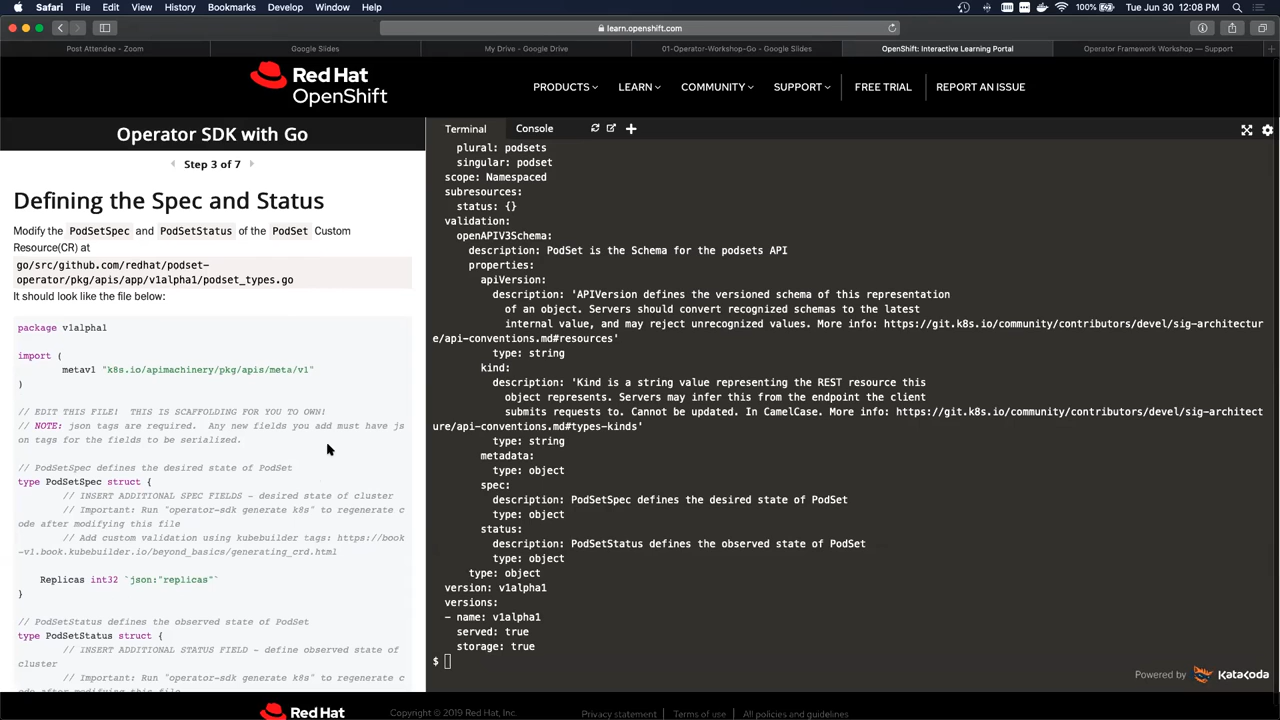 Safari File Edit View History Bookmarks Develop Window Help 100% Tue Jun 30 12:08 PM
learn.openshift.com
Post Attendee - Zoom Google Slides My Drive - Google Drive 01-Operator-Workshop-Go - Google Slides OpenShift: Interactive Learning Portal Operator Framework Workshop — Support
Red Hat
OpenShift
PRODUCTS LEARN COMMUNITY SUPPORT FREE TRIAL REPORT AN ISSUE
Operator SDK with Go
Step 3 of 7
Defining the Spec and Status
Modify the PodSetSpec and PodSetStatus of the PodSet Custom
Resource(CR) at
go/src/github.com/redhat/podset-
operator/pkg/apis/app/v1alpha1/podset_types.go
It should look like the file below:
package v1alpha1
import (
metav1 "k8s.io/apimachinery/pkg/apis/meta/v1"
)
// EDIT THIS FILE!  THIS IS SCAFFOLDING FOR YOU TO OWN!
// NOTE: json tags are required.  Any new fields you add must have js
on tags for the fields to be serialized.
// PodSetSpec defines the desired state of PodSet
type PodSetSpec struct {
// INSERT ADDITIONAL SPEC FIELDS - desired state of cluster
// Important: Run "operator-sdk generate k8s" to regenerate c
ode after modifying this file
// Add custom validation using kubebuilder tags: https://book
-v1.book.kubebuilder.io/beyond_basics/generating_crd.html
Replicas int32 `json:"replicas"`
}
// PodSetStatus defines the observed state of PodSet
type PodSetStatus struct {
// INSERT ADDITIONAL STATUS FIELD - define observed state of
cluster
// Important: Run "operator-sdk generate k8s" to regenerate c
ode after modifying this file
Terminal Console
plural: podsets
singular: podset
scope: Namespaced
subresources:
status: {}
validation:
openAPIV3Schema:
description: PodSet is the Schema for the podsets API
properties:
apiVersion:
description: 'APIVersion defines the versioned schema of this representation
of an object. Servers should convert recognized schemas to the latest
internal value, and may reject unrecognized values. More info: https://git.k8s.io/community/contributors/devel/sig-architectur
e/api-conventions.md#resources'
type: string
kind:
description: 'Kind is a string value representing the REST resource this
object represents. Servers may infer this from the endpoint the client
submits requests to. Cannot be updated. In CamelCase. More info: https://git.k8s.io/community/contributors/devel/sig-architect
ure/api-conventions.md#types-kinds'
type: string
metadata:
type: object
spec:
description: PodSetSpec defines the desired state of PodSet
type: object
status:
description: PodSetStatus defines the observed state of PodSet
type: object
type: object
version: v1alpha1
versions:
- name: v1alpha1
served: true
storage: true
$
Powered by KATAKODA
Red Hat
Copyright © 2019 Red Hat, Inc. Privacy statement Terms of use All policies and guidelines